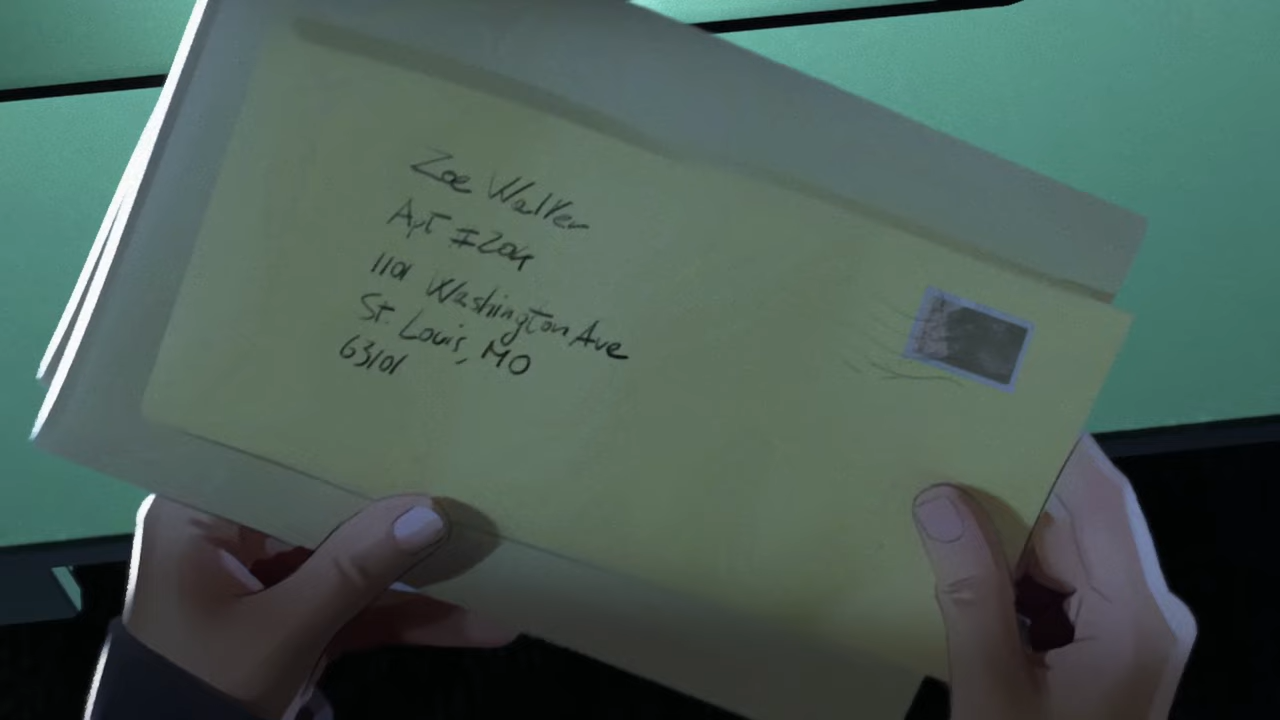 Zoe Walker
Apt #204
1101 Washington Ave
St. Louis, MO
63101